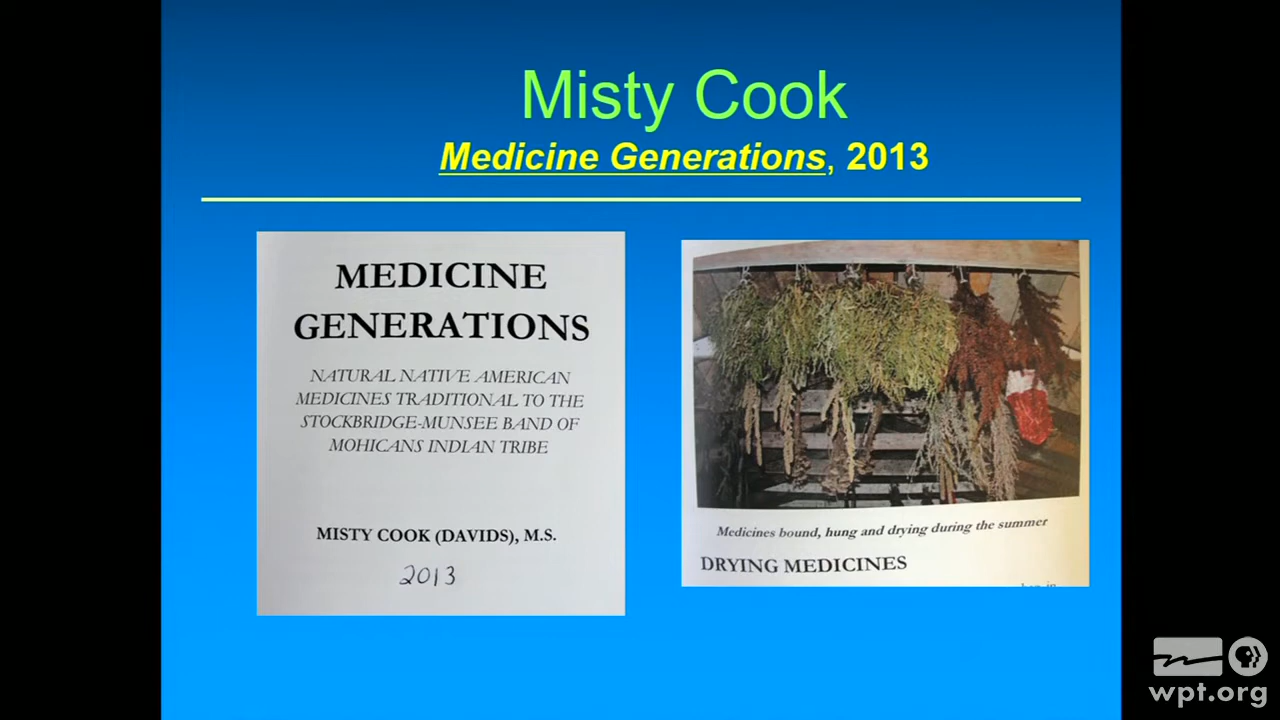 Misty Cook
Medicine Generations, 2013
MEDICINE
GENERATIONS
NATURAL NATIVE AMERICAN
MEDICINES TRADITIONAL TO THE
STOCKBRIDGE-MUNSEE BAND OF
MOHICANS INDIAN TRIBE
MISTY COOK (DAVIDS), M.S.
2013
Medicines bound, hung and drying during the summer
DRYING MEDICINES
wpt.org